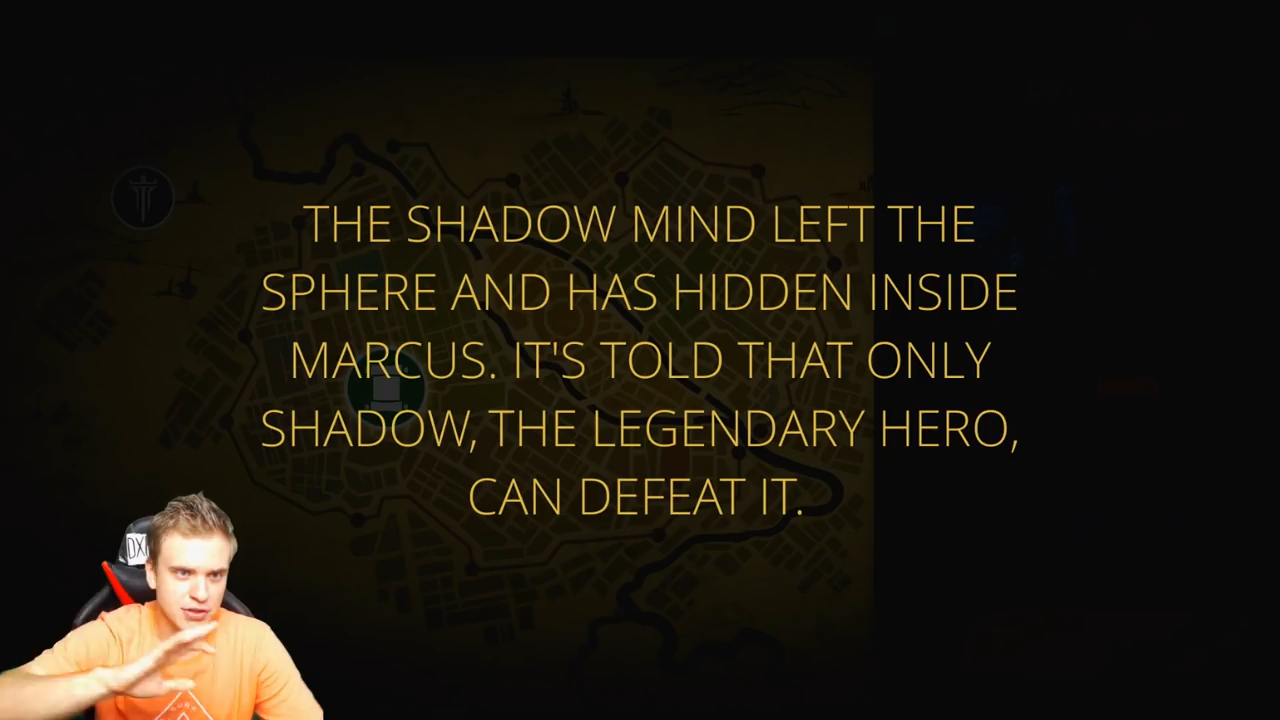 THE SHADOW MIND LEFT THE
SPHERE AND HAS HIDDEN INSIDE
MARCUS. IT'S TOLD THAT ONLY
SHADOW, THE LEGENDARY HERO,
CAN DEFEAT IT.
DX